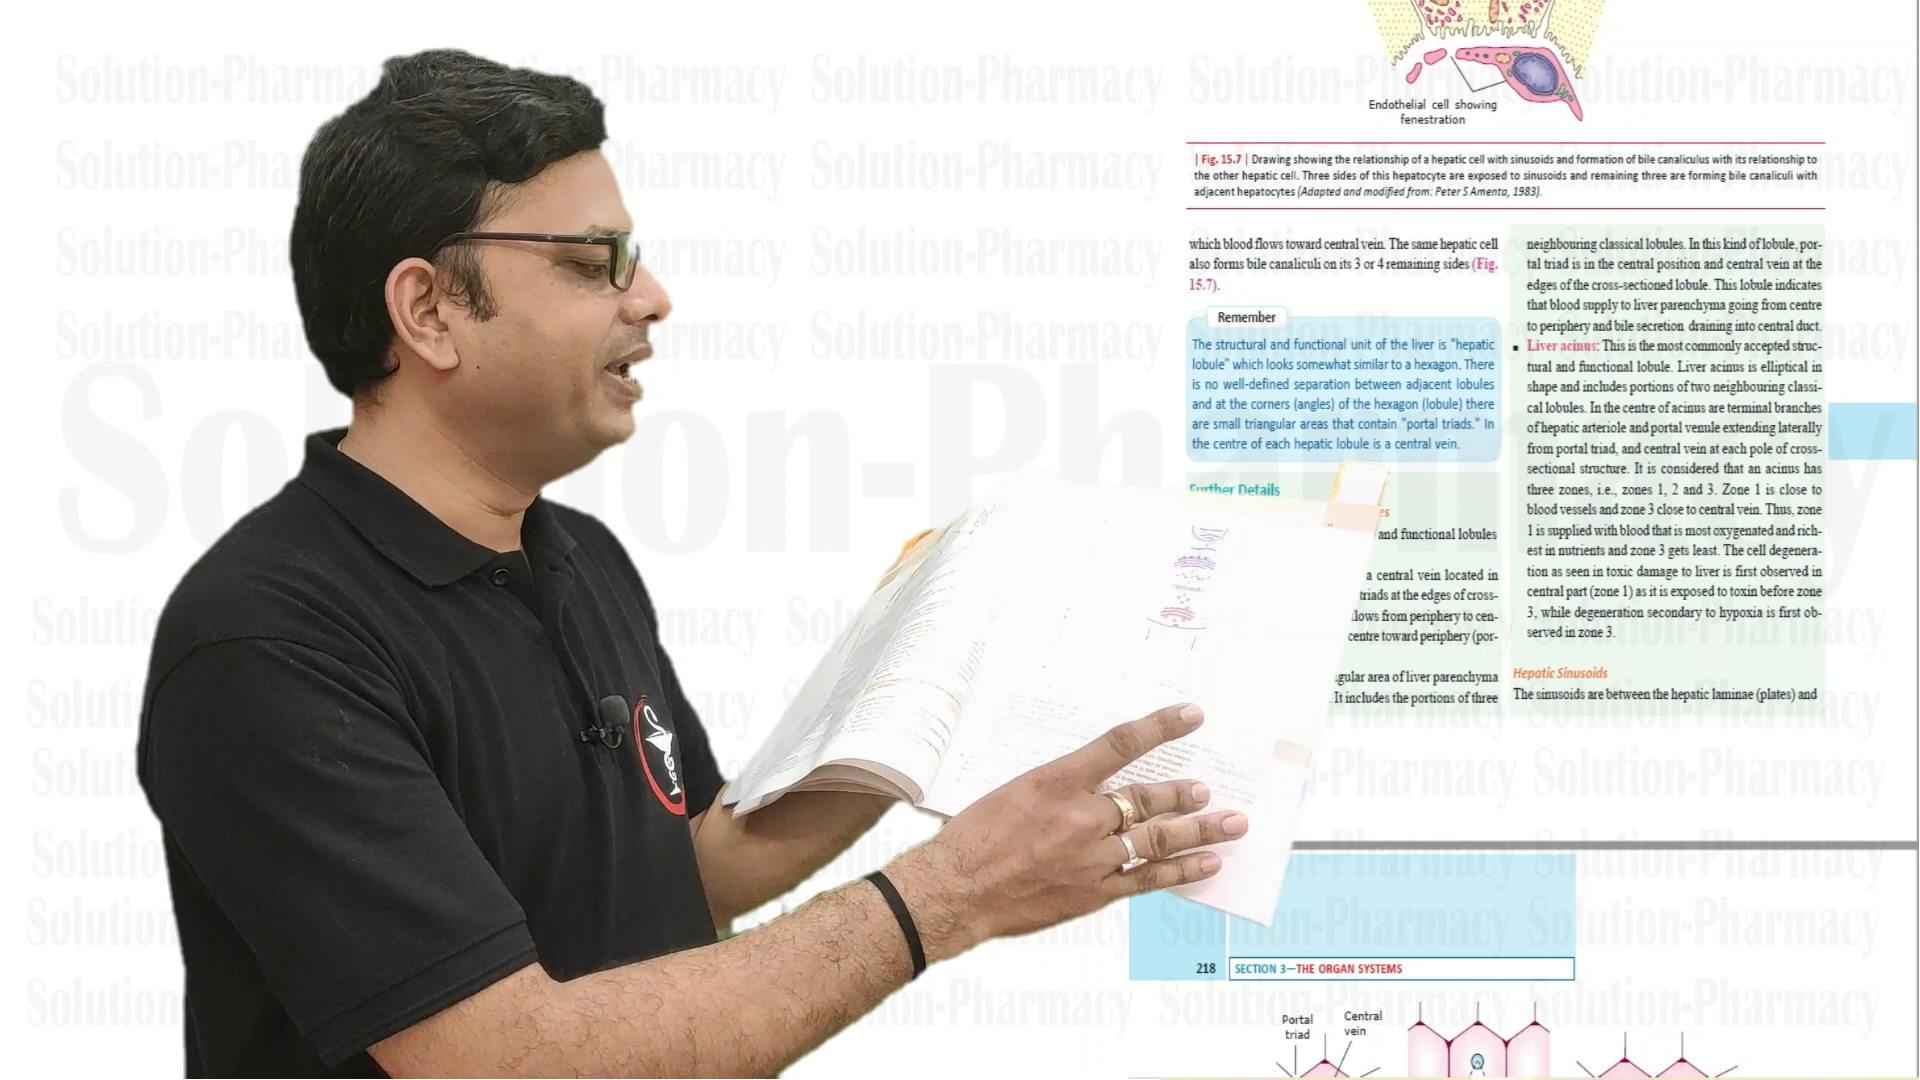 Endothelial cell showing
fenestration
| Fig. 15.7 | Drawing showing the relationship of a hepatic cell with sinusoids and formation of bile canaliculus with its relationship to
the other hepatic cell. Three sides of this hepatocyte are exposed to sinusoids and remaining three are forming bile canaliculi with
adjacent hepatocytes (Adapted and modified from: Peter S Amenta, 1983).
which blood flows toward central vein. The same hepatic cell
also forms bile canaliculi on its 3 or 4 remaining sides (Fig.
15.7).
Remember
The structural and functional unit of the liver is "hepatic
lobule" which looks somewhat similar to a hexagon. There
is no well-defined separation between adjacent lobules
and at the corners (angles) of the hexagon (lobule) there
are small triangular areas that contain "portal triads." In
the centre of each hepatic lobule is a central vein.
Further Details
and functional lobules
a central vein located in
triads at the edges of cross-
lows from periphery to cen-
centre toward periphery (por-
gular area of liver parenchyma
It includes the portions of three
neighbouring classical lobules. In this kind of lobule, por-
tal triad is in the central position and central vein at the
edges of the cross-sectioned lobule. This lobule indicates
that blood supply to liver parenchyma going from centre
to periphery and bile secretion draining into central duct.
▪ Liver acinus: This is the most commonly accepted struc-
tural and functional lobule. Liver acinus is elliptical in
shape and includes portions of two neighbouring classi-
cal lobules. In the centre of acinus are terminal branches
of hepatic arteriole and portal venule extending laterally
from portal triad, and central vein at each pole of cross-
sectional structure. It is considered that an acinus has
three zones, i.e., zones 1, 2 and 3. Zone 1 is close to
blood vessels and zone 3 close to central vein. Thus, zone
1 is supplied with blood that is most oxygenated and rich-
est in nutrients and zone 3 gets least. The cell degenera-
tion as seen in toxic damage to liver is first observed in
central part (zone 1) as it is exposed to toxin before zone
3, while degeneration secondary to hypoxia is first ob-
served in zone 3.
Hepatic Sinusoids
The sinusoids are between the hepatic laminae (plates) and
218 SECTION 3—THE ORGAN SYSTEMS
Portal
triad
Central
vein
Solution-Pharmacy